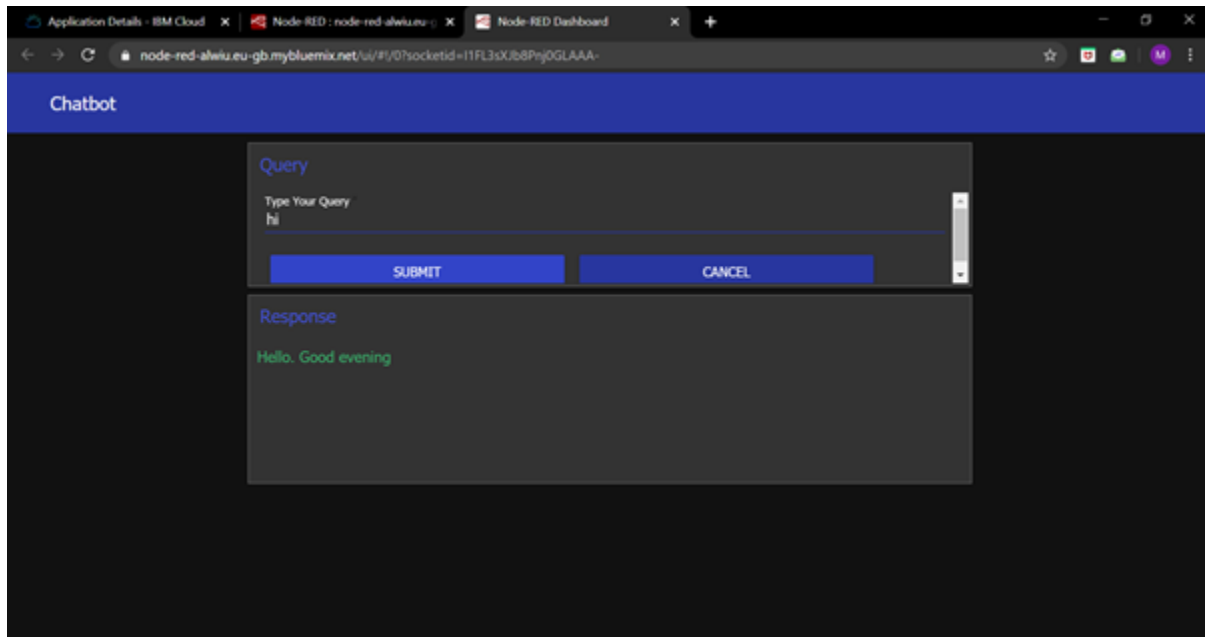 Application Details - IBM Cloud
Node-RED : node-red-alwiu.eu-g
Node-RED Dashboard
node-red-alwiu.eu-gb.mybluemix.net/ui/#!/0?socketid=
M
Chatbot
Query
Type Your Query
hi
SUBMIT
CANCEL
Response
Hello. Good evening